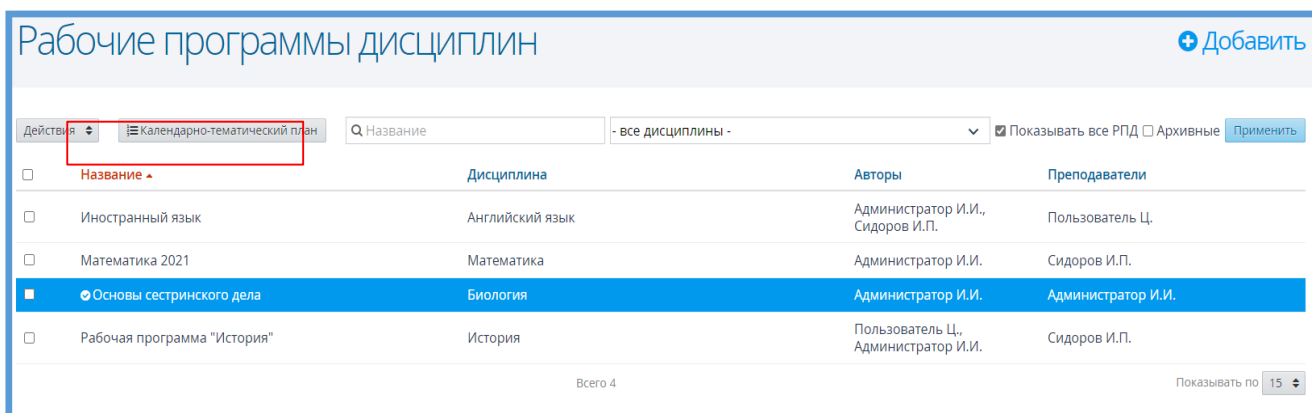 Рабочие программы дисциплин Добавить
Действия Календарно-тематический план Название - все дисциплины - Показывать все РПД Архивные Применить
Название Дисциплина Авторы Преподаватели
Иностранный язык Английский язык Администратор И.И., Сидоров И.П. Пользователь Ц.
Математика 2021 Математика Администратор И.И. Сидоров И.П.
Основы сестринского дела Биология Администратор И.И. Администратор И.И.
Рабочая программа "История" История Пользователь Ц., Администратор И.И. Сидоров И.П.
Всего 4 Показывать по 15